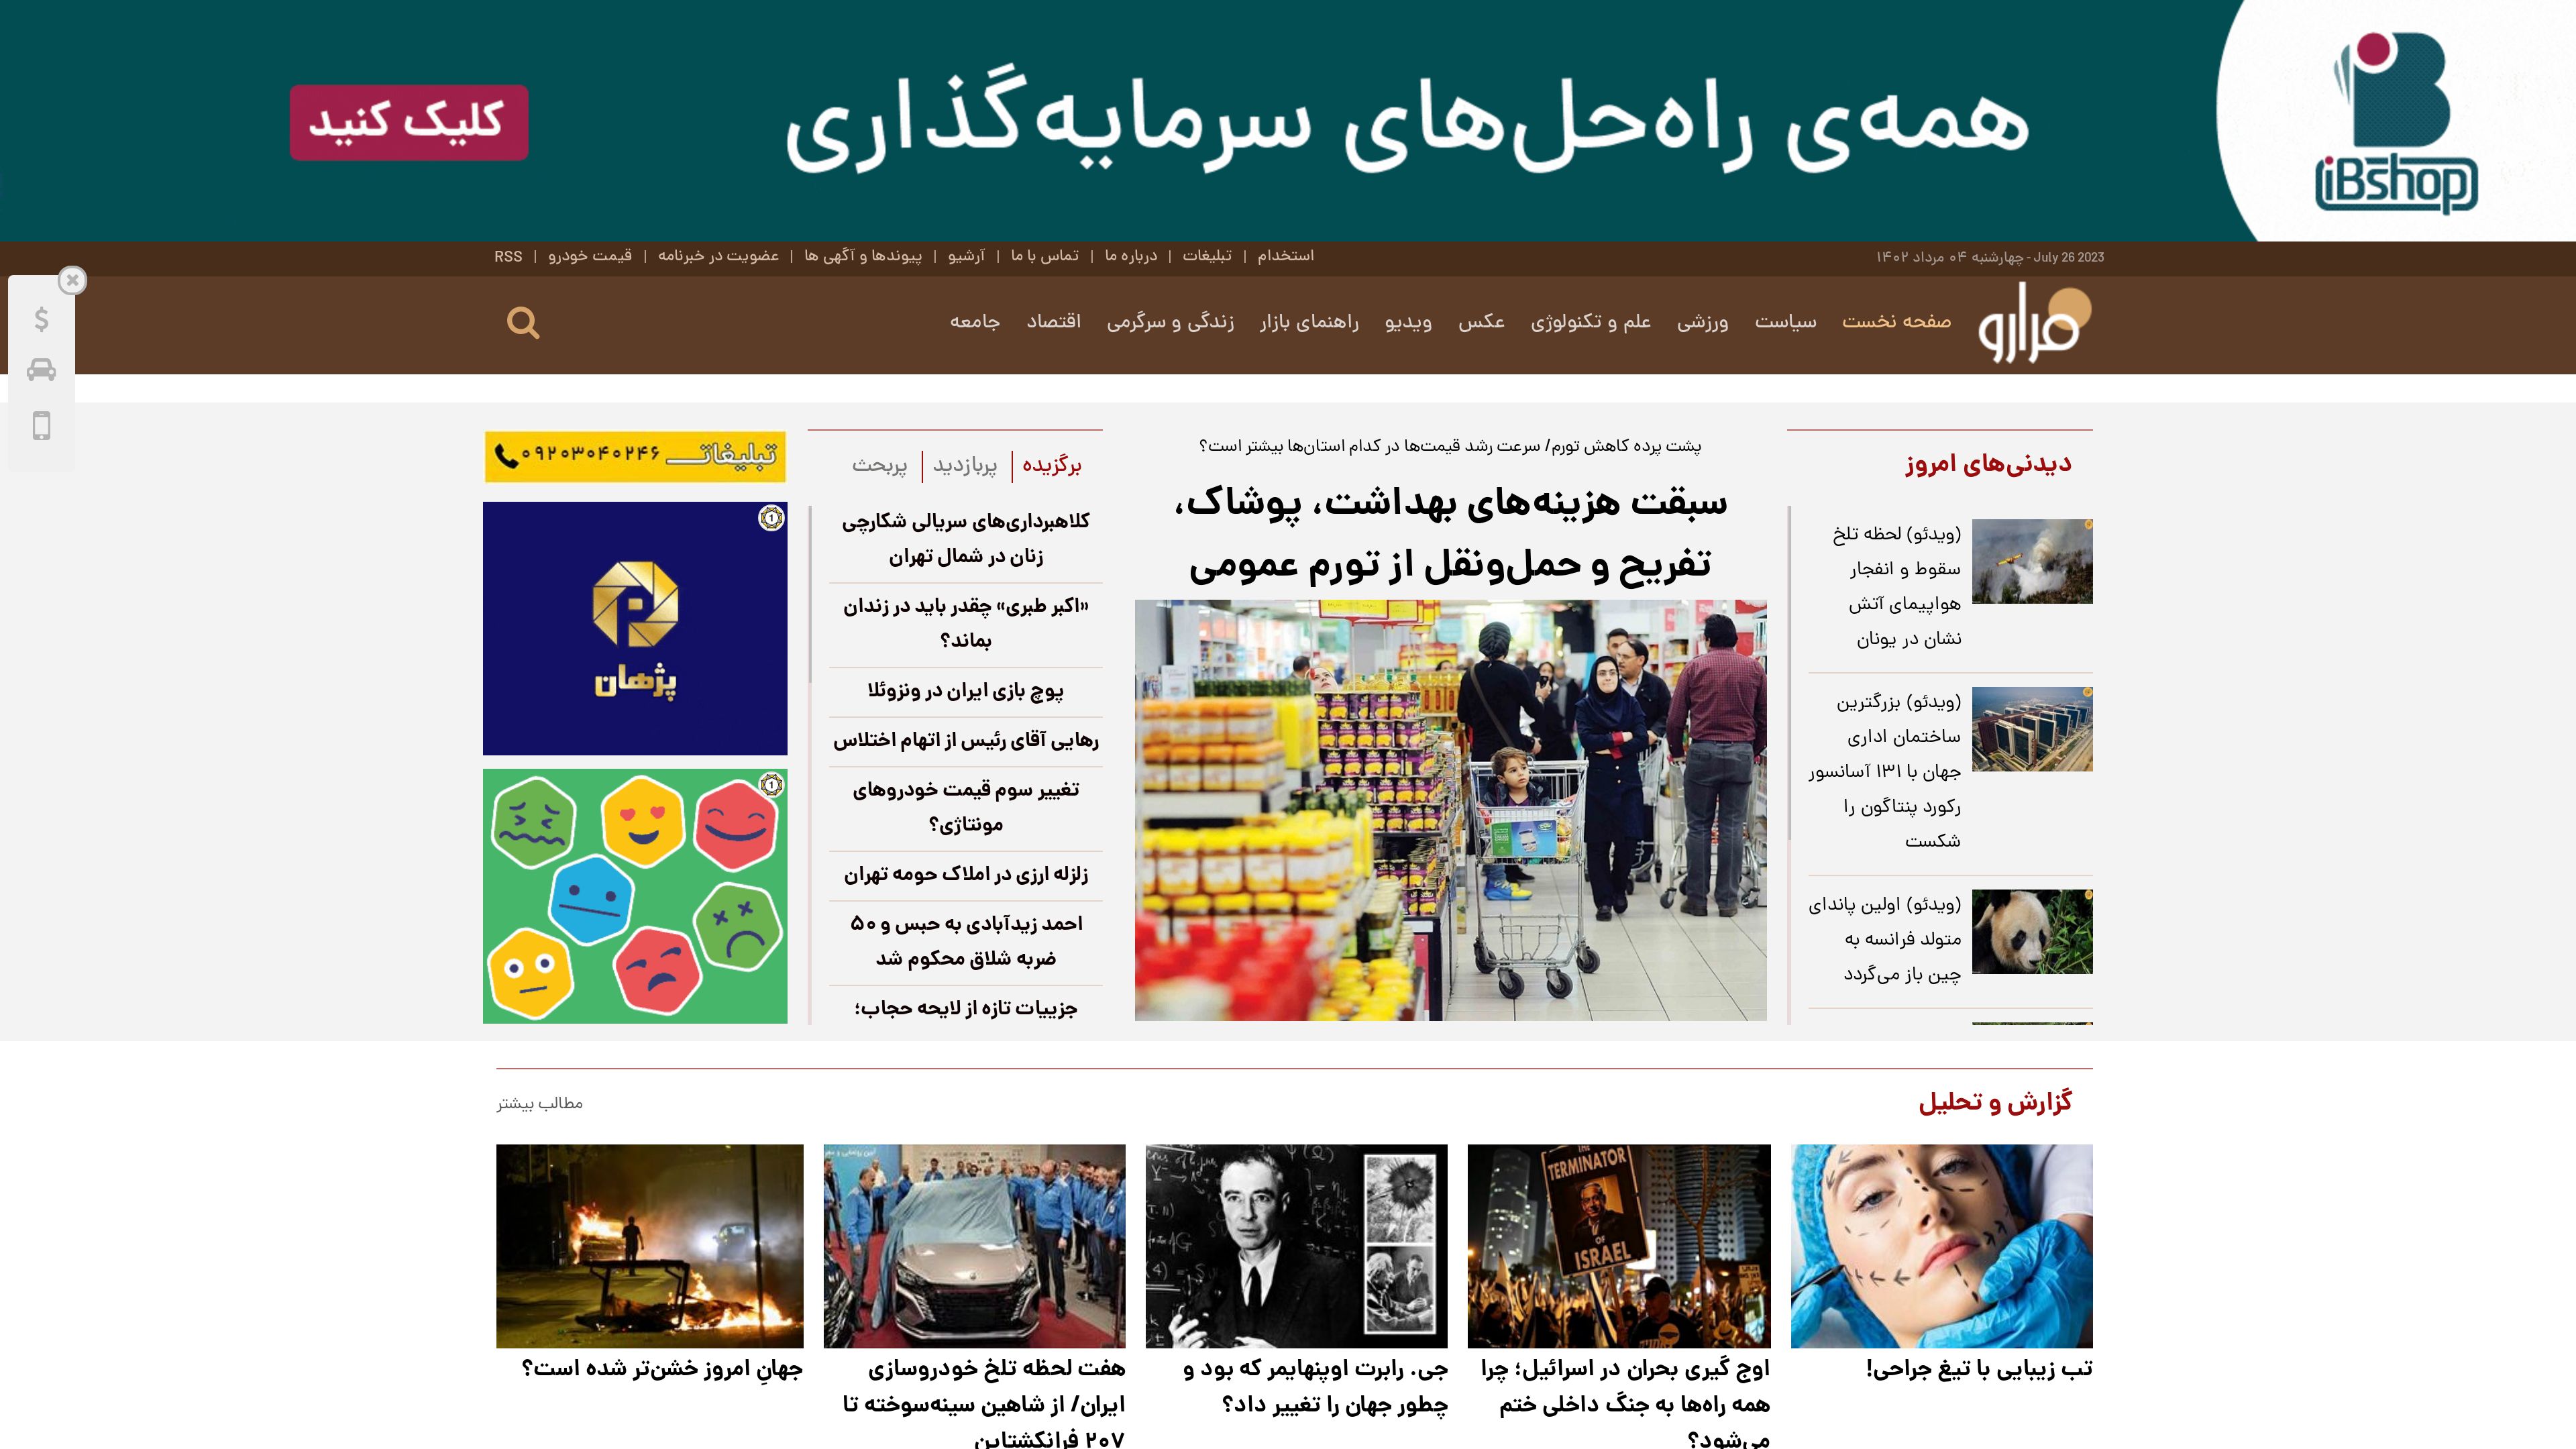 همه‌ی راه‌حل‌های سرمایه‌گذاری
کلیک کنید
iBshop
چهارشنبه ۰۴ مرداد ۱۴۰۲ - July 26 2023
استخدام | تبلیغات | درباره ما | تماس با ما | آرشیو | پیوندها و آگهی ها | عضویت در خبرنامه | قیمت خودرو | RSS
فرارو
صفحه نخست سیاست ورزشی علم و تکنولوژی عکس ویدیو راهنمای بازار زندگی و سرگرمی اقتصاد جامعه
دیدنی‌های امروز
(ویدئو) لحظه تلخ
سقوط و انفجار
هواپیمای آتش
نشان در یونان
(ویدئو) بزرگترین
ساختمان اداری
جهان با ۱۳۱ آسانسور
رکورد پنتاگون را
شکست
(ویدئو) اولین پاندای
متولد فرانسه به
چین باز می‌گردد
پشت پرده کاهش تورم/ سرعت رشد قیمت‌ها در کدام استان‌ها بیشتر است؟
سبقت هزینه‌های بهداشت، پوشاک،
تفریح و حمل‌ونقل از تورم عمومی
برگزیده پربازدید پربحث
کلاهبرداری‌های سریالی شکارچی
زنان در شمال تهران
«اکبر طبری» چقدر باید در زندان
بماند؟
پوچ بازی ایران در ونزوئلا
رهایی آقای رئیس از اتهام اختلاس
تغییر سوم قیمت خودروهای
مونتاژی؟
زلزله ارزی در املاک حومه تهران
احمد زیدآبادی به حبس و ۵۰
ضربه شلاق محکوم شد
جزییات تازه از لایحه حجاب؛
تبلیغات ۰۹۲۰۳۰۴۰۲۴۶
پژهان
گزارش و تحلیل
مطالب بیشتر
TERMINATOR
OF
ISRAEL
تب زیبایی با تیغ جراحی!
اوج گیری بحران در اسرائیل؛ چرا
همه راه‌ها به جنگ داخلی ختم
می‌شود؟
جی. رابرت اوپنهایمر که بود و
چطور جهان را تغییر داد؟
هفت لحظه تلخ خودروسازی
ایران/ از شاهین سینه‌سوخته تا
۲۰۷ فرانکشتاین
جهانِ امروز خشن‌تر شده است؟